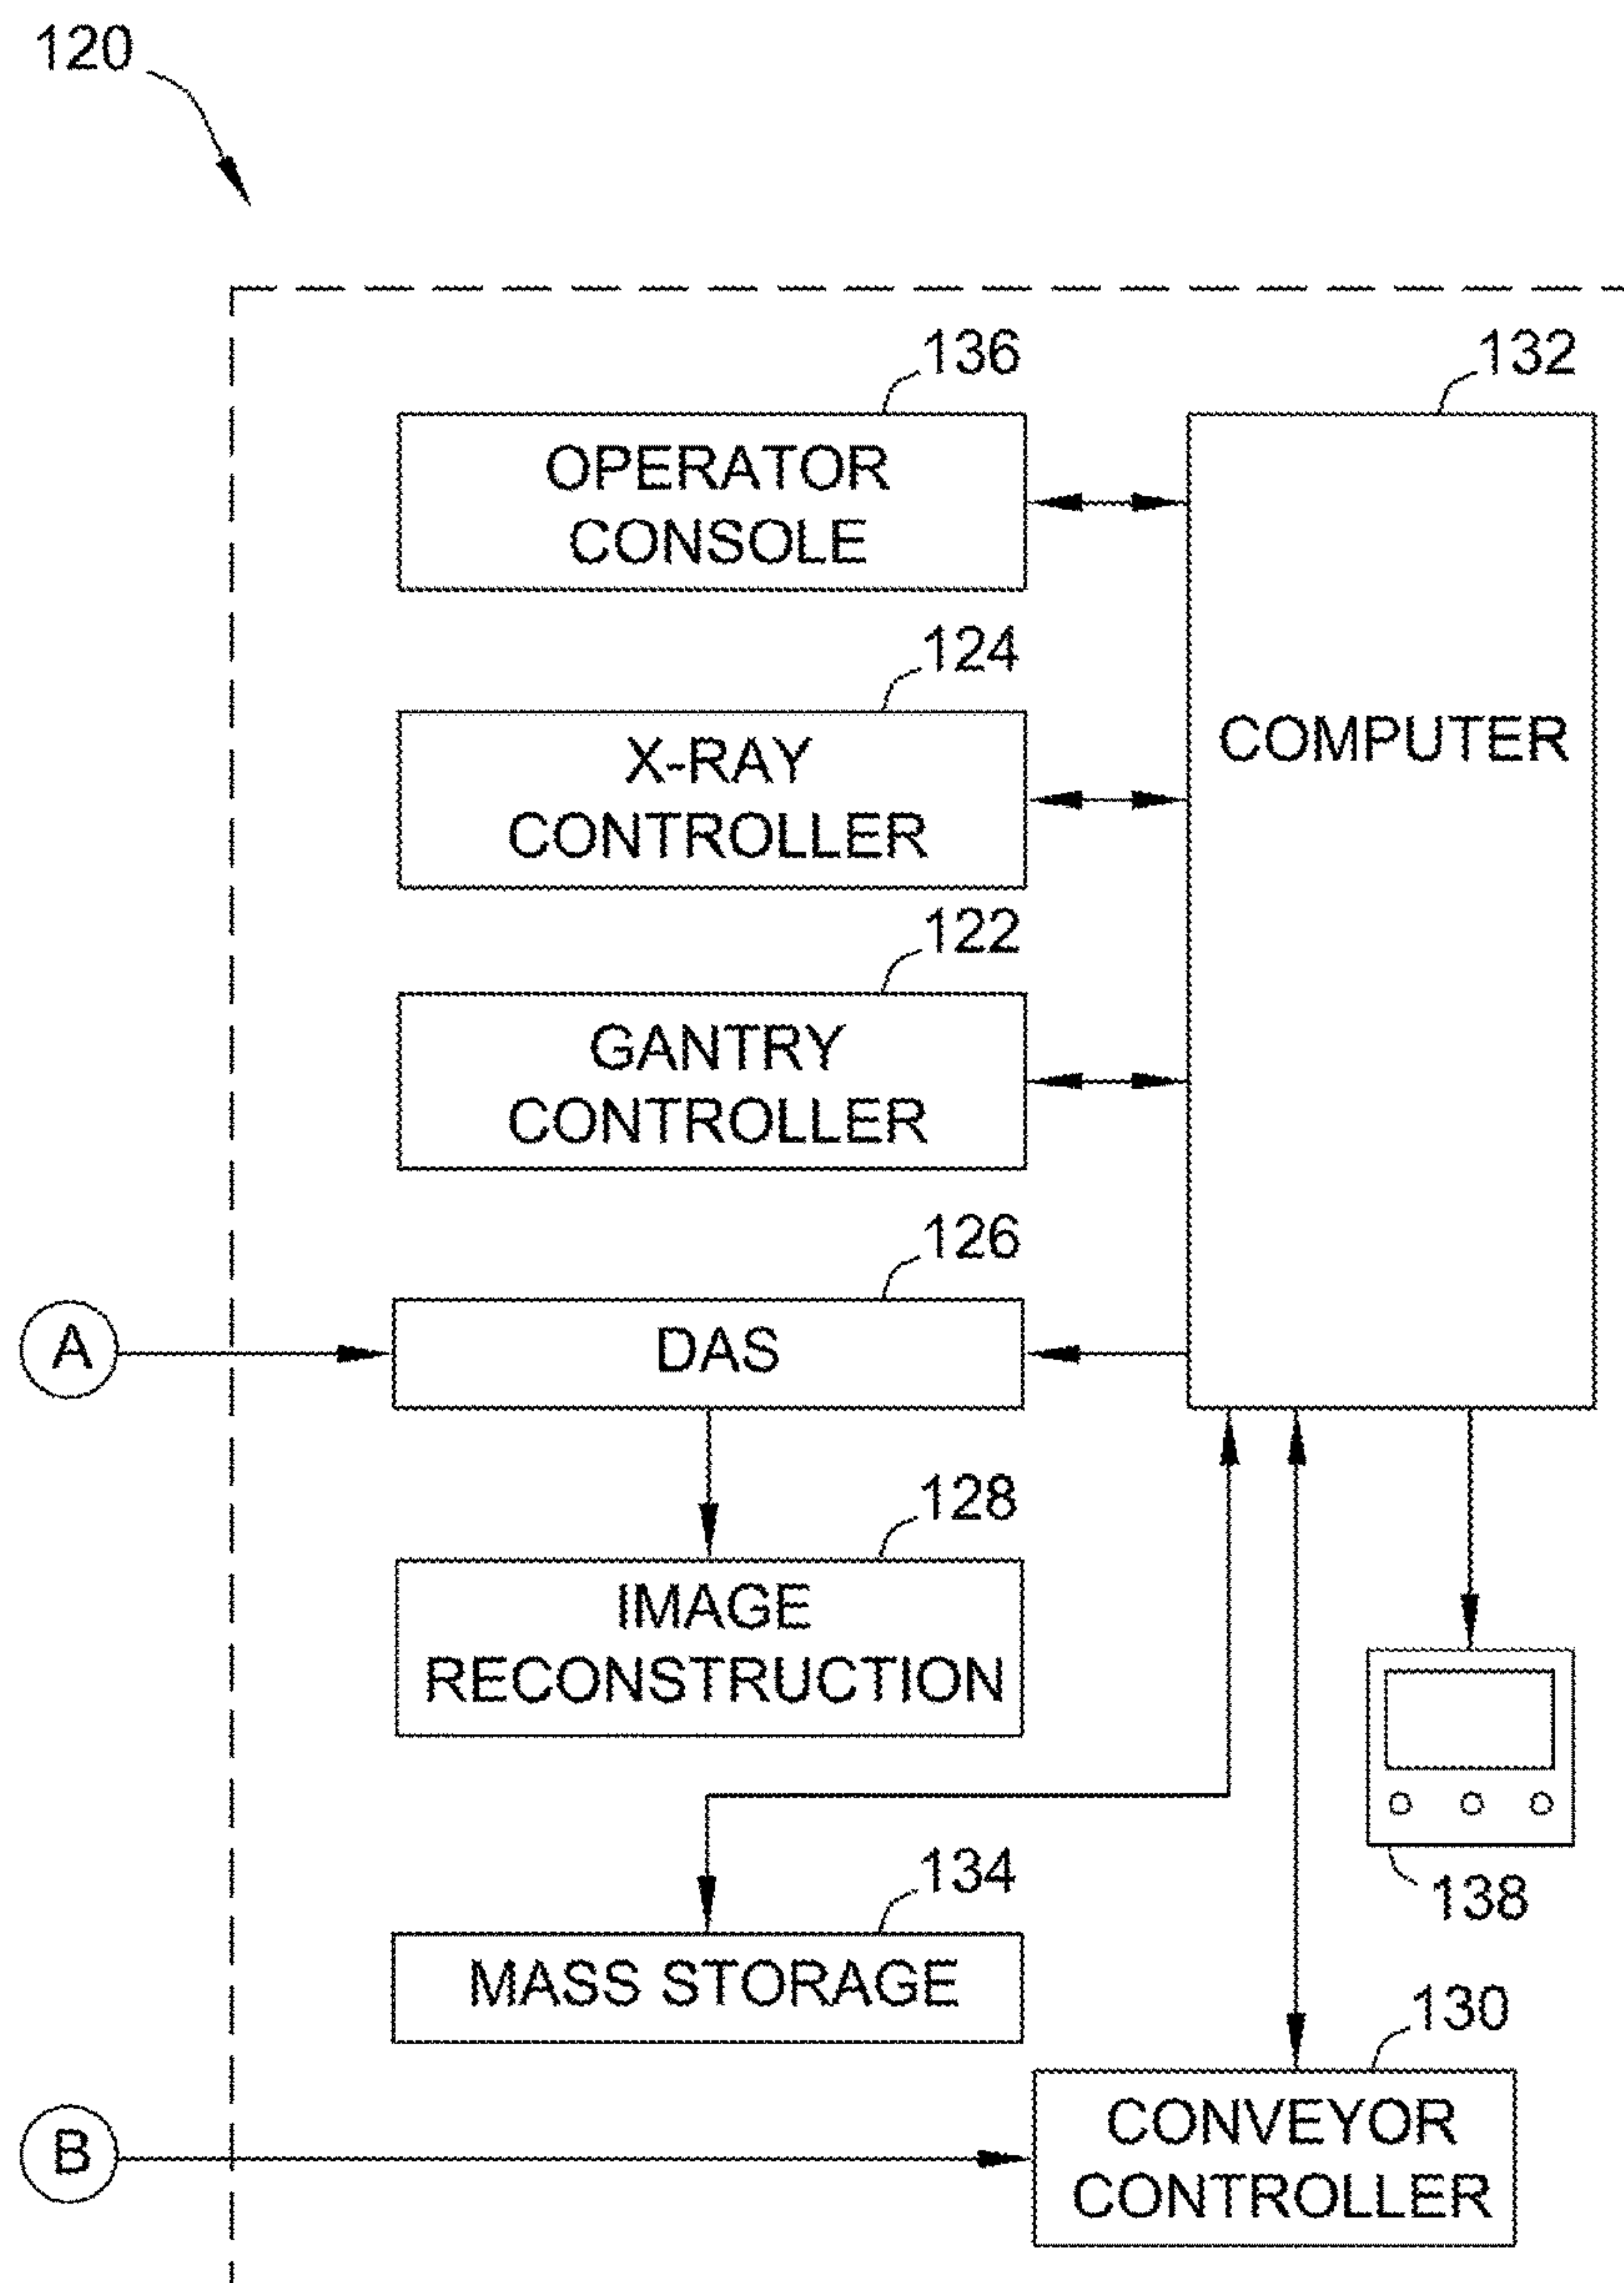 120
136
132
OPERATOR
CONSOLE
124
X-RAY
CONTROLLER
COMPUTER
122
GANTRY
CONTROLLER
126
A
DAS
128
IMAGE
RECONSTRUCTION
134
138
MASS STORAGE
130
B
CONVEYOR
CONTROLLER